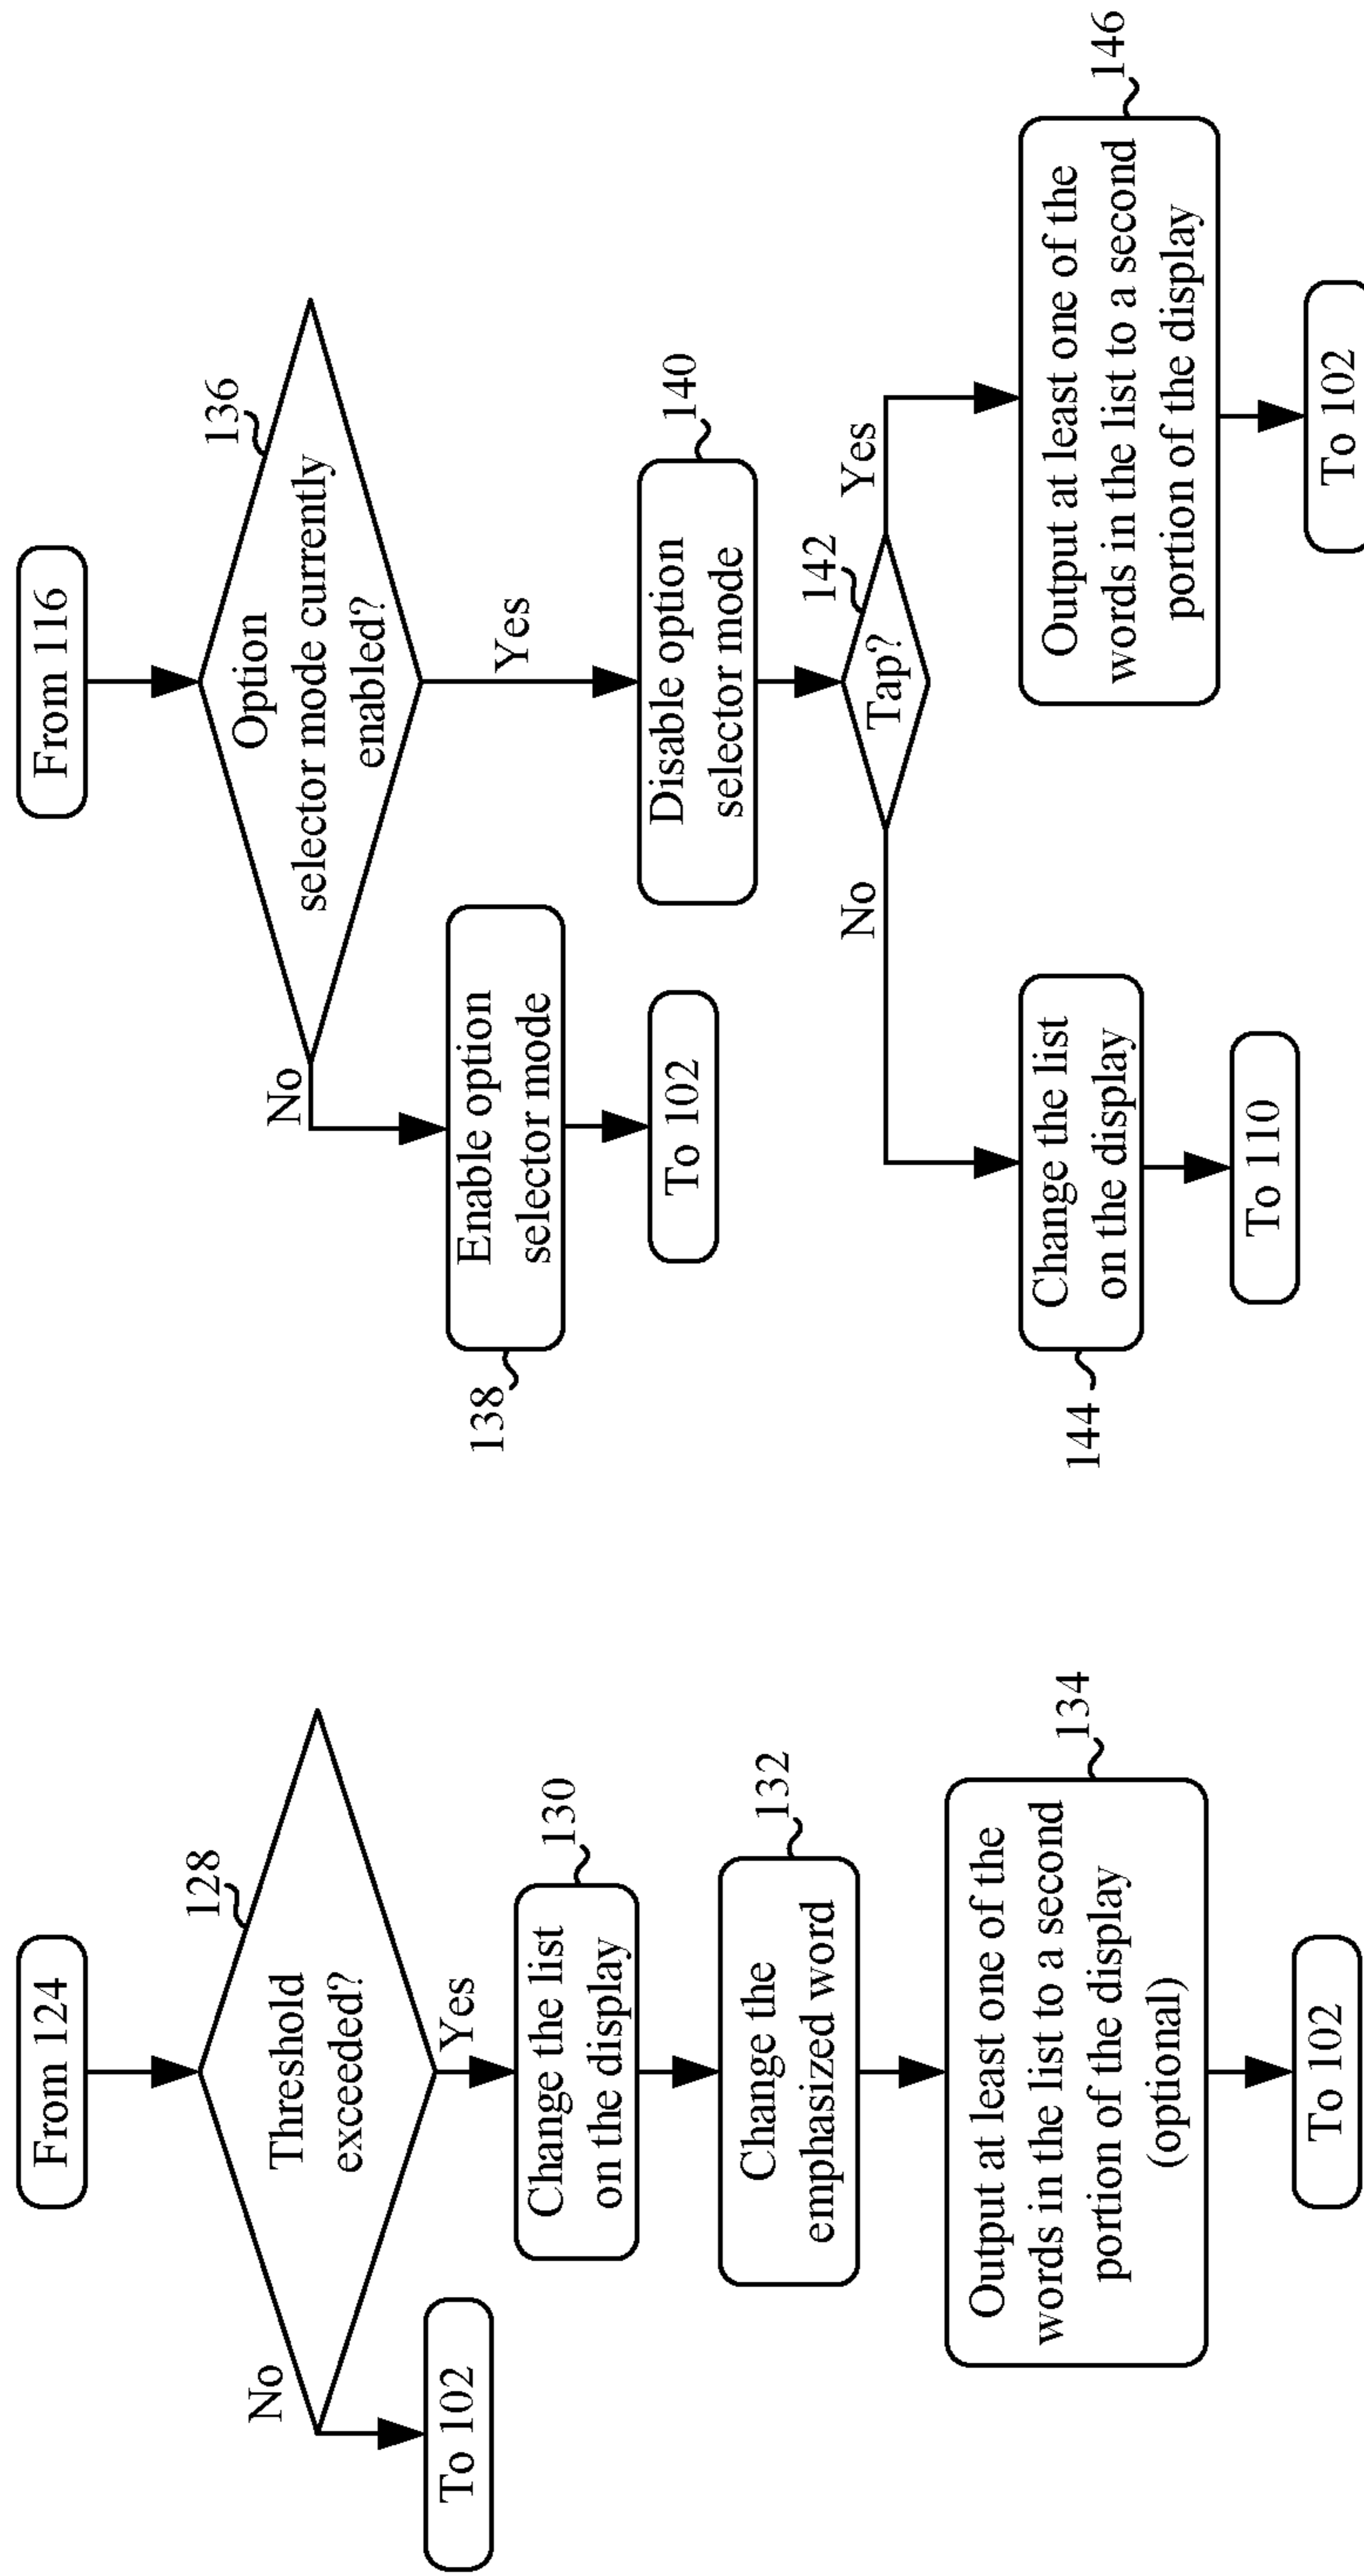 From 124
128
Threshold
exceeded?
No
To 102
Yes
130
Change the list
on the display
132
Change the
emphasized word
134
Output at least one of the
words in the list to a second
portion of the display
(optional)
To 102
From 116
136
Option
selector mode currently
enabled?
No
138
Enable option
selector mode
To 102
Yes
140
Disable option
selector mode
142
Tap?
No
144
Change the list
on the display
To 110
Yes
146
Output at least one of the
words in the list to a second
portion of the display
To 102